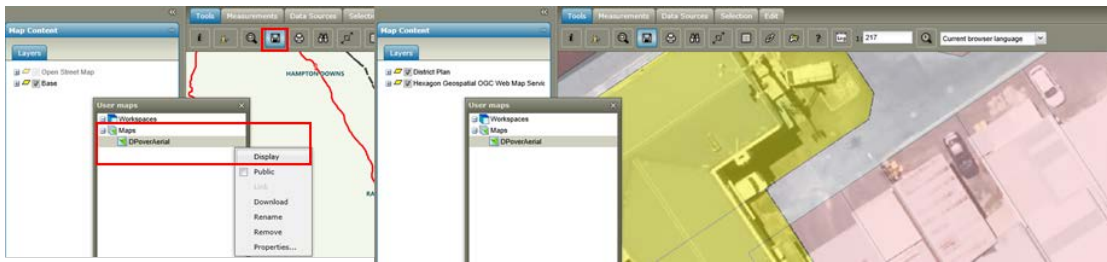 Tools Measurements Data Sources Selectio
Map Content
Layers
Open Street Map
Base
HAMPTON DOWNS
RA
User maps
Workspaces
Maps
DPoverAerial
Display
Public
Link
Download
Rename
Remove
Properties...
Map Content
Layers
District Plan
Hexagon Geospatial OGC Web Map Servic
Tools Measurements Data Sources Selection Edit
1: 217
Current browser language
User maps
Workspaces
Maps
DPoverAerial